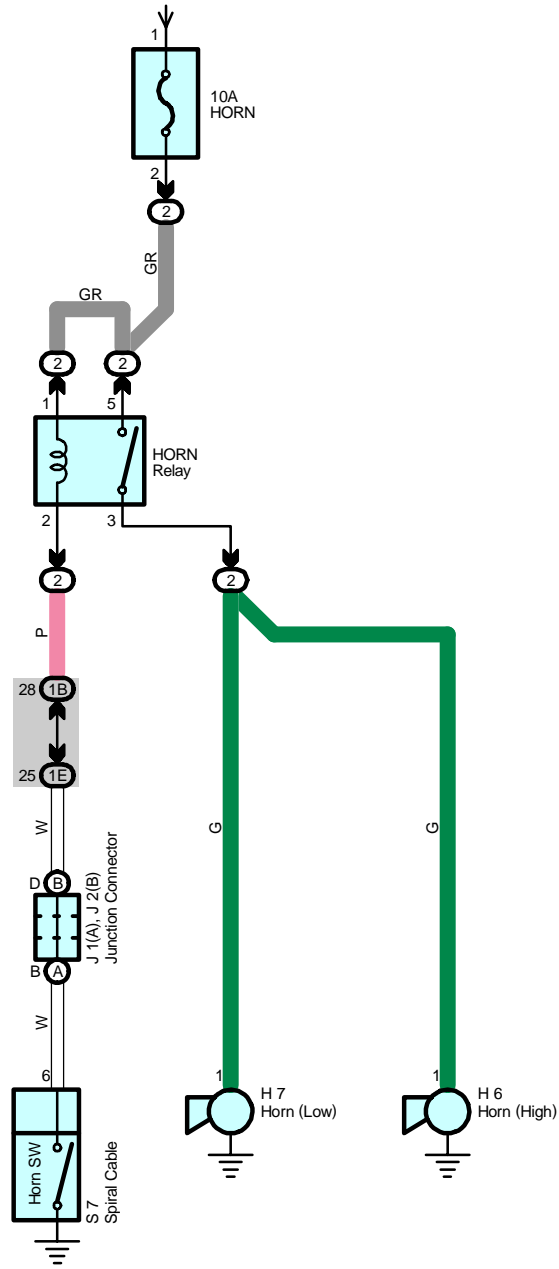 1
10A
HORN
2
2
GR
GR
2
2
1
5
HORN
Relay
2
3
2
2
P
28 1B
25 1E
W
G
G
D B
J 1(A), J 2(B)
Junction Connector
B A
W
6
1
H 7
Horn (Low)
1
H 6
Horn (High)
Horn SW
S 7
Spiral Cable